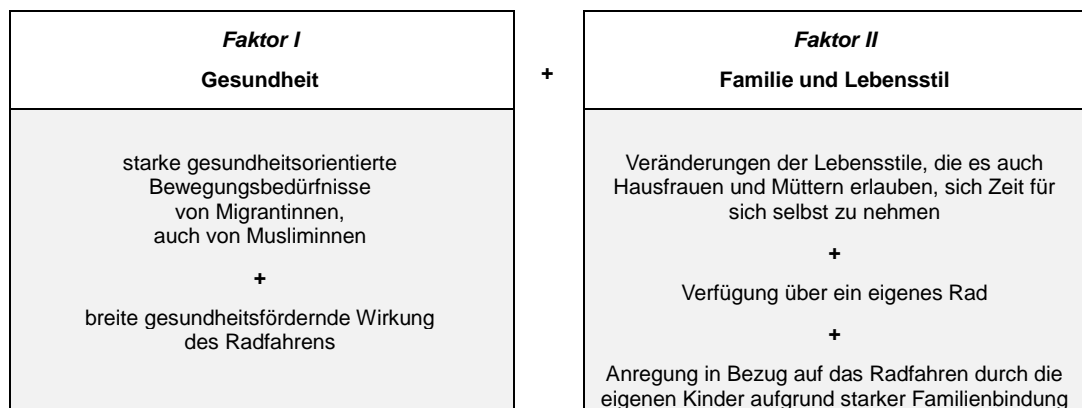 Faktor I
Gesundheit
starke gesundheitsorientierte
Bewegungsbedürfnisse
von Migrantinnen,
auch von Musliminnen
+
breite gesundheitsfördernde Wirkung
des Radfahrens
+
Faktor II
Familie und Lebensstil
Veränderungen der Lebensstile, die es auch
Hausfrauen und Müttern erlauben, sich Zeit für
sich selbst zu nehmen
+
Verfügung über ein eigenes Rad
+
Anregung in Bezug auf das Radfahren durch die
eigenen Kinder aufgrund starker Familienbindung